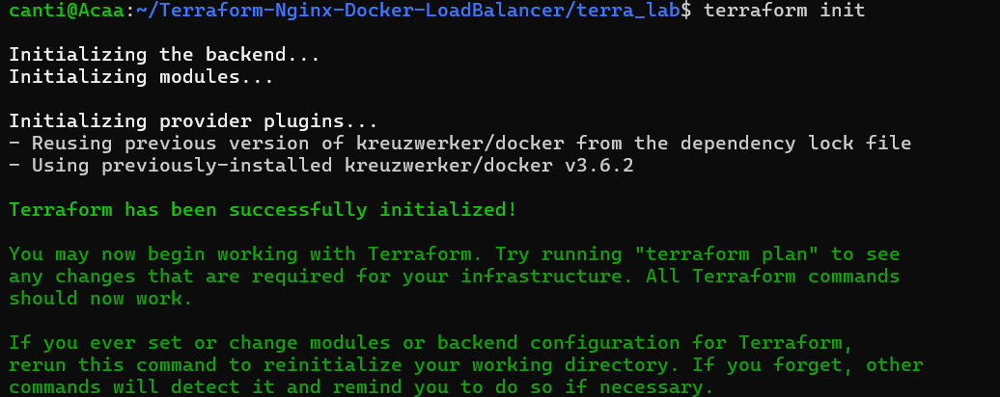 canti@Acaa:~/Terraform-Nginx-Docker-LoadBalancer/terra_lab$ terraform init
Initializing the backend...
Initializing modules...
Initializing provider plugins...
- Reusing previous version of kreuzwerker/docker from the dependency lock file
- Using previously-installed kreuzwerker/docker v3.6.2
Terraform has been successfully initialized!
You may now begin working with Terraform. Try running "terraform plan" to see
any changes that are required for your infrastructure. All Terraform commands
should now work.
If you ever set or change modules or backend configuration for Terraform,
rerun this command to reinitialize your working directory. If you forget, other
commands will detect it and remind you to do so if necessary.